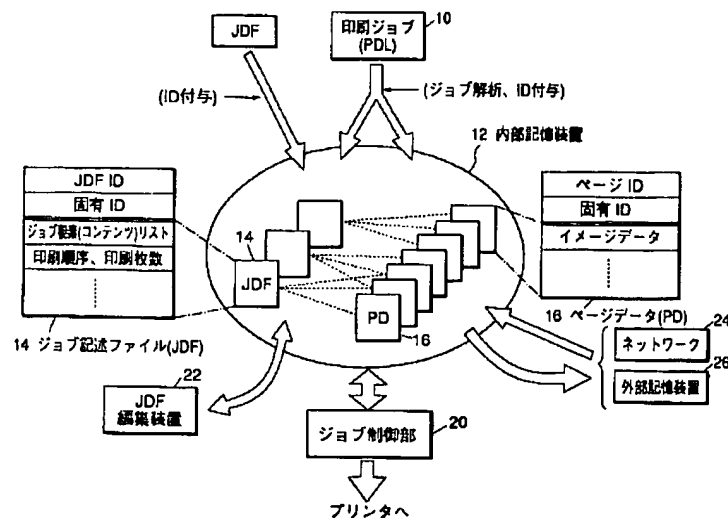 JDF
印刷ジョブ
(PDL)
10
(ID付与)
(ジョブ解析、ID付与)
12 内部記憶装置
JDF ID
固有 ID
ジョブ要素(コンテンツ)リスト
印刷順序、印刷枚数
14 ジョブ記述ファイル(JDF)
14
JDF
PD
16
ページ ID
固有 ID
イメージデータ
16 ページデータ(PD)
24
ネットワーク
26
外部記憶装置
22
JDF
編集装置
ジョブ制御部
20
プリンタへ